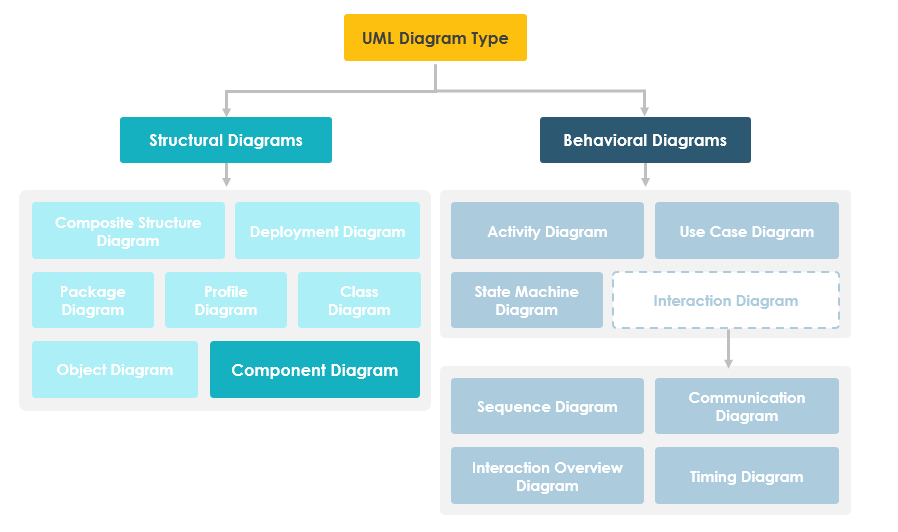 UML Diagram Type
Structural Diagrams
Behavioral Diagrams
Composite Structure
Diagram
Deployment Diagram
Package
Diagram
Profile
Diagram
Class
Diagram
Object Diagram
Component Diagram
Activity Diagram
Use Case Diagram
State Machine
Diagram
Interaction Diagram
Sequence Diagram
Communication
Diagram
Interaction Overview
Diagram
Timing Diagram